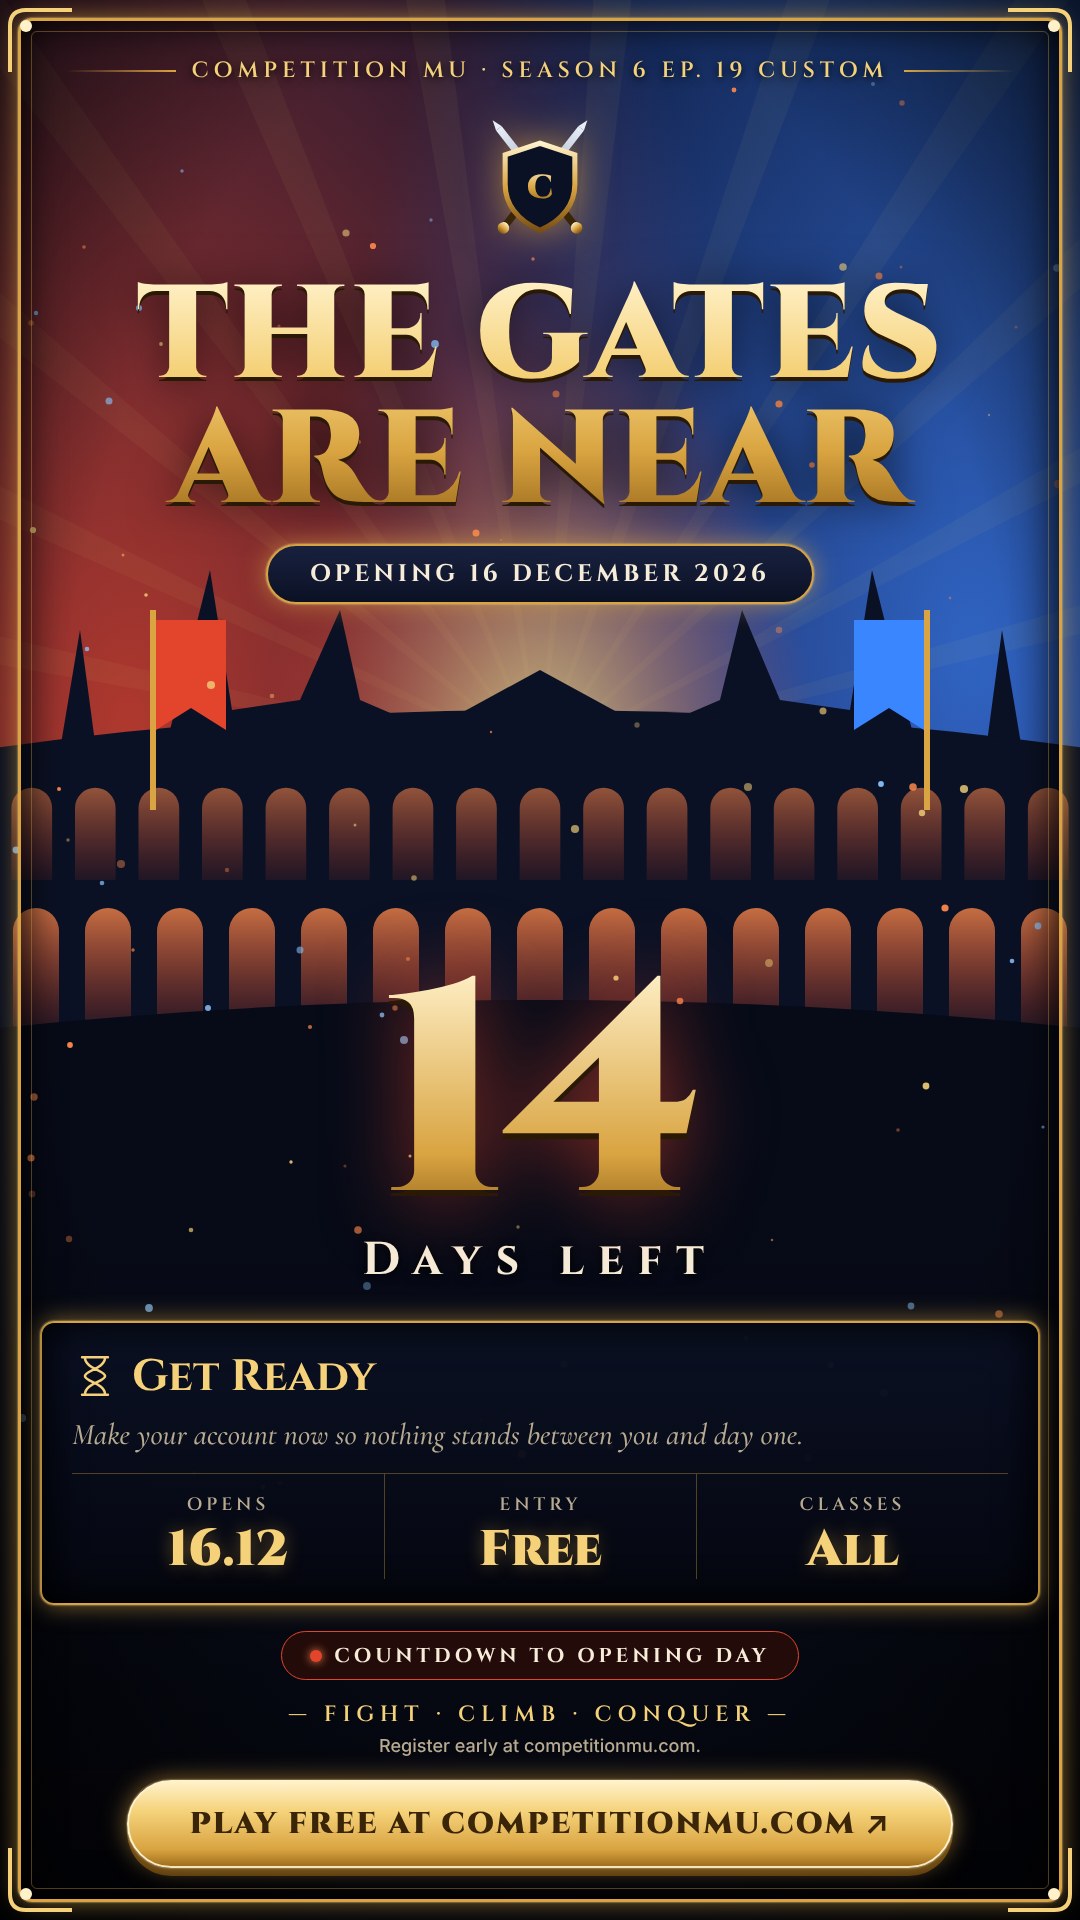 COMPETITION MU · SEASON 6 EP. 19 CUSTOM
C
THE GATES
ARE NEAR
OPENING 16 DECEMBER 2026
14
DAYS LEFT
GET READY
Make your account now so nothing stands between you and day one.
OPENS ENTRY CLASSES
16.12 FREE ALL
COUNTDOWN TO OPENING DAY
— FIGHT · CLIMB · CONQUER —
Register early at competitionmu.com.
PLAY FREE AT COMPETITIONMU.COM ↗